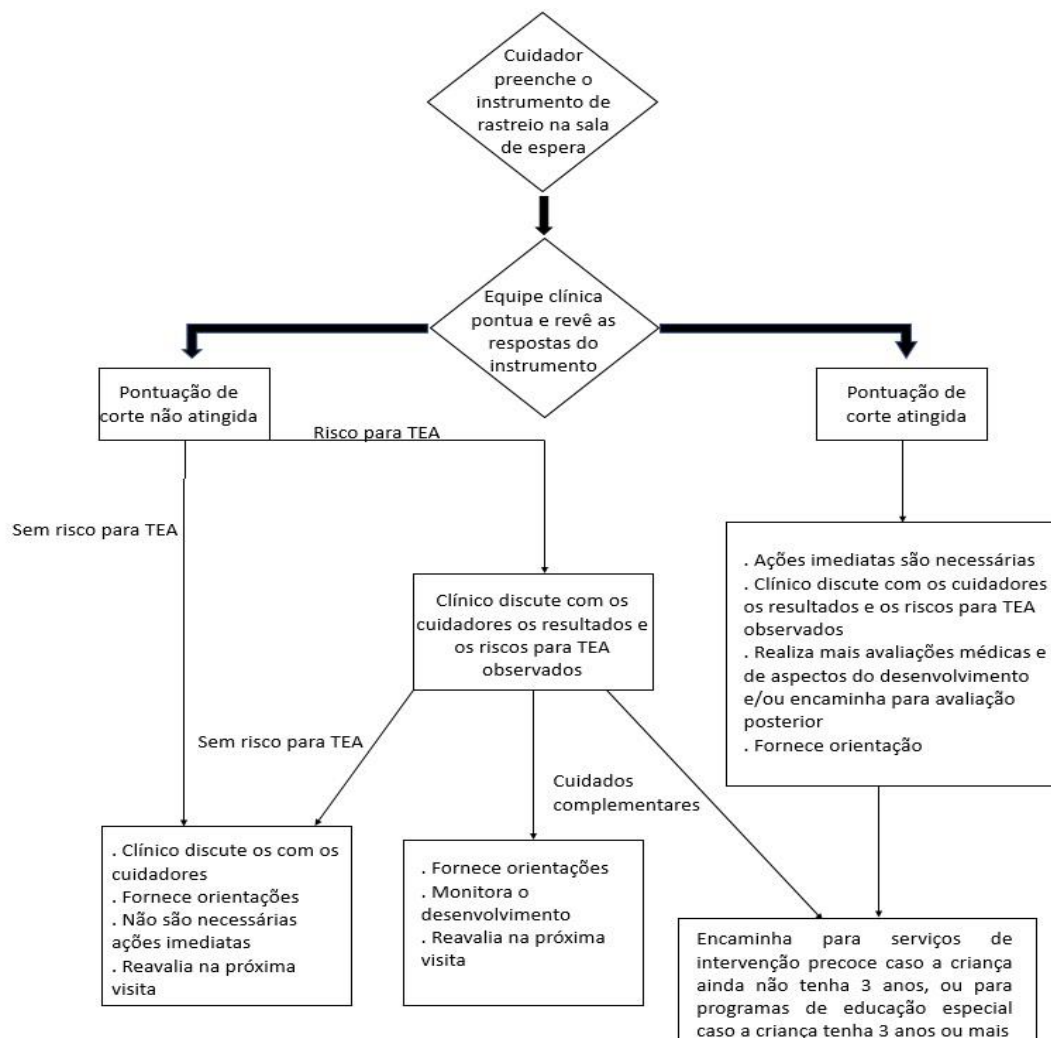 Cuidador
preenche o
instrumento de
rastreio na sala
de espera
Equipe clínica
pontua e revê as
respostas do
instrumento
Pontuação de
corte não atingida
Pontuação de
corte atingida
Risco para TEA
Sem risco para TEA
. Ações imediatas são necessárias
. Clínico discute com os cuidadores
os resultados e os riscos para TEA
observados
. Realiza mais avaliações médicas e
de aspectos do desenvolvimento
e/ou encaminha para avaliação
posterior
. Fornece orientação
Clínico discute com os
cuidadores os resultados e
os riscos para TEA
observados
Sem risco para TEA
Cuidados
complementares
. Clínico discute os com os
cuidadores
. Fornece orientações
. Não são necessárias
ações imediatas
. Reavalia na próxima
visita
. Fornece orientações
. Monitora o
desenvolvimento
. Reavalia na próxima
visita
Encaminha para serviços de
intervenção precoce caso a criança
ainda não tenha 3 anos, ou para
programas de educação especial
caso a criança tenha 3 anos ou mais